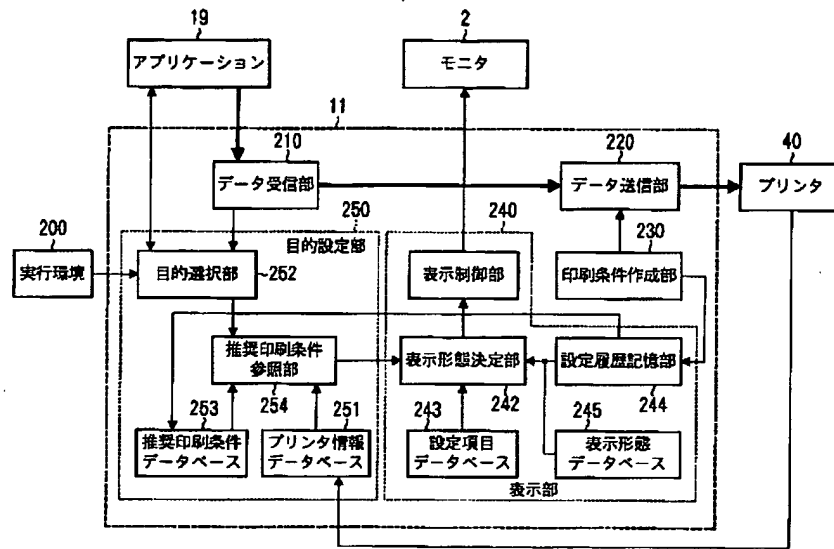 19
アプリケーション
2
モニタ
11
210
データ受信部
220
データ送信部
40
プリンタ
250
目的設定部
240
200
実行環境
目的選択部
252
表示制御部
230
印刷条件作成部
推奨印刷条件
参照部
254
表示形態決定部
242
設定履歴記憶部
244
253
推奨印刷条件
データベース
251
プリンタ情報
データベース
243
設定項目
データベース
245
表示形態
データベース
表示部